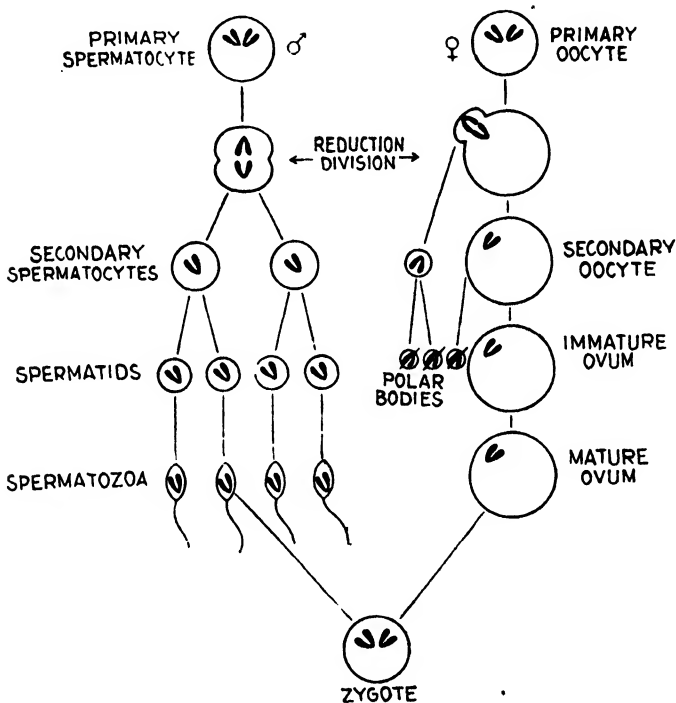 PRIMARY
SPERMATOCYTE
♂
♀
PRIMARY
OOCYTE
REDUCTION
DIVISION
SECONDARY
SPERMATOCYTES
SECONDARY
OOCYTE
SPERMATIDS
POLAR
BODIES
IMMATURE
OVUM
SPERMATOZOA
MATURE
OVUM
ZYGOTE